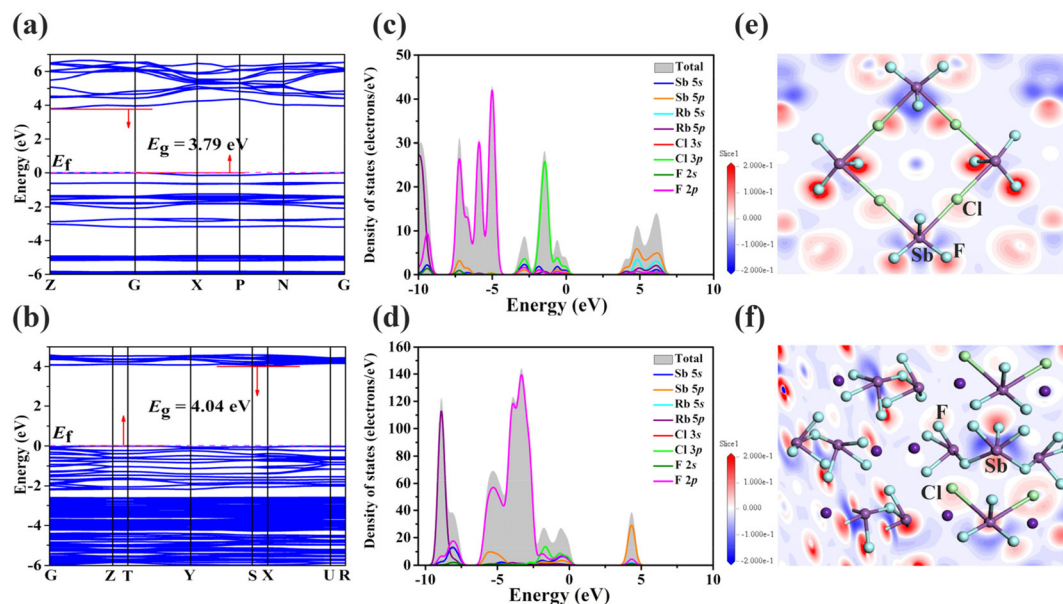 (a)
6
4
2
0
-2
-4
-6
Energy (eV)
E_f
E_g = 3.79 eV
Z G X P N G
(c)
50
40
30
20
10
0
Density of states (electrons/eV)
Total
Sb 5s
Sb 5p
Rb 5s
Rb 5p
Cl 3s
Cl 3p
F 2s
F 2p
-10 -5 0 5 10
Energy (eV)
(e)
Slice1
2.000e-1
1.000e-1
0.000
-1.000e-1
-2.000e-1
Cl
Sb
F
(b)
4
2
0
-2
-4
-6
Energy (eV)
E_f
E_g = 4.04 eV
G Z T Y S X U R
(d)
160
140
120
100
80
60
40
20
0
Density of states (electrons/eV)
Total
Sb 5s
Sb 5p
Rb 5s
Rb 5p
Cl 3s
Cl 3p
F 2s
F 2p
-10 -5 0 5 10
Energy (eV)
(f)
Slice1
2.000e-1
1.000e-1
0.000
-1.000e-1
-2.000e-1
F
Sb
Cl